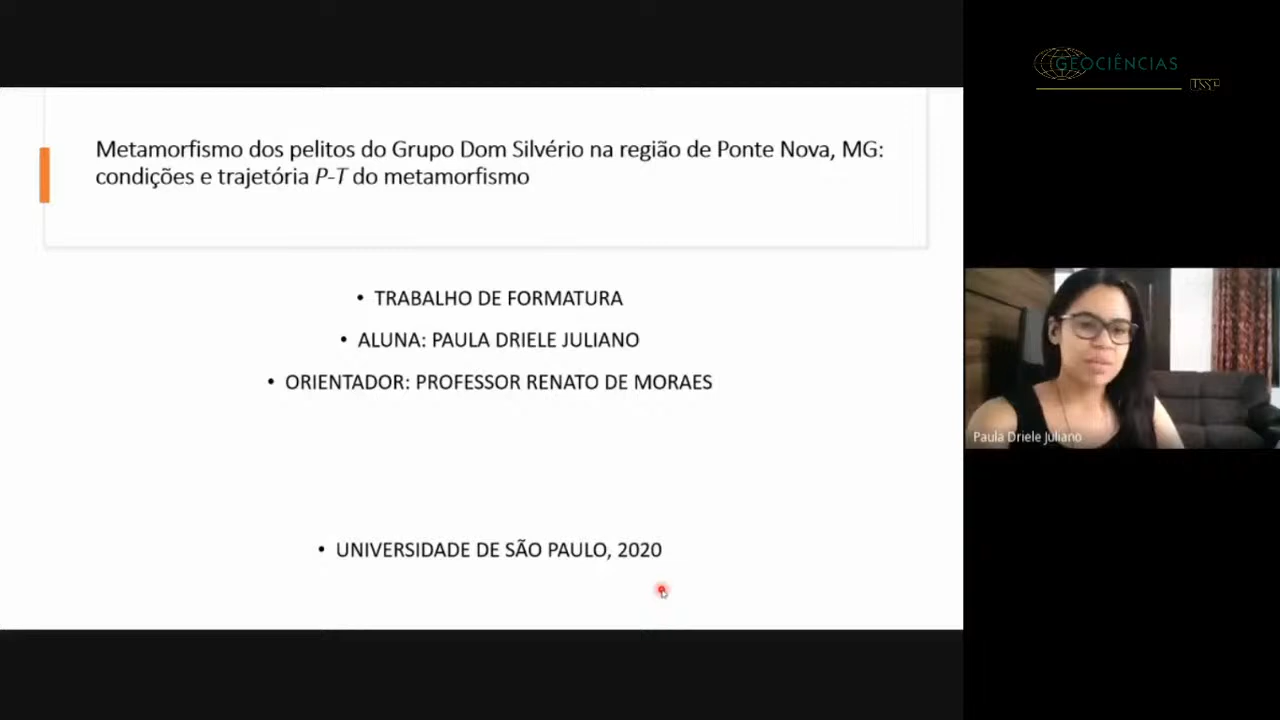 GEOCIÊNCIAS
USP
Metamorfismo dos pelitos do Grupo Dom Silvério na região de Ponte Nova, MG:
condições e trajetória P-T do metamorfismo
• TRABALHO DE FORMATURA
• ALUNA: PAULA DRIELE JULIANO
• ORIENTADOR: PROFESSOR RENATO DE MORAES
• UNIVERSIDADE DE SÃO PAULO, 2020
Paula Driele Juliano